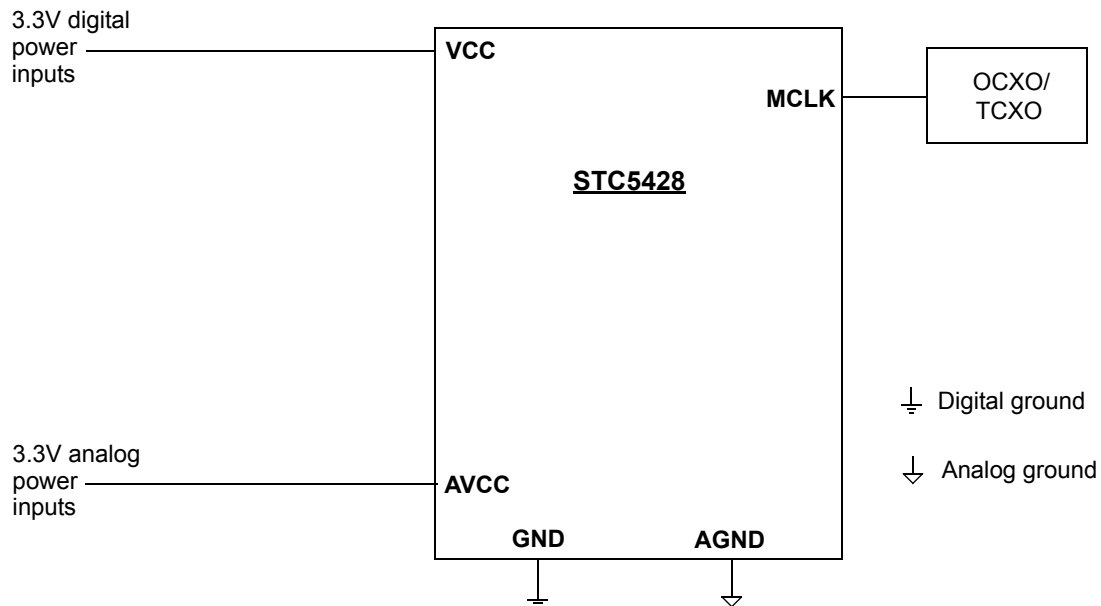 3.3V digital
power
inputs
VCC
MCLK
OCXO/
TCXO
STC5428
Digital ground
Analog ground
3.3V analog
power
inputs
AVCC
GND
AGND